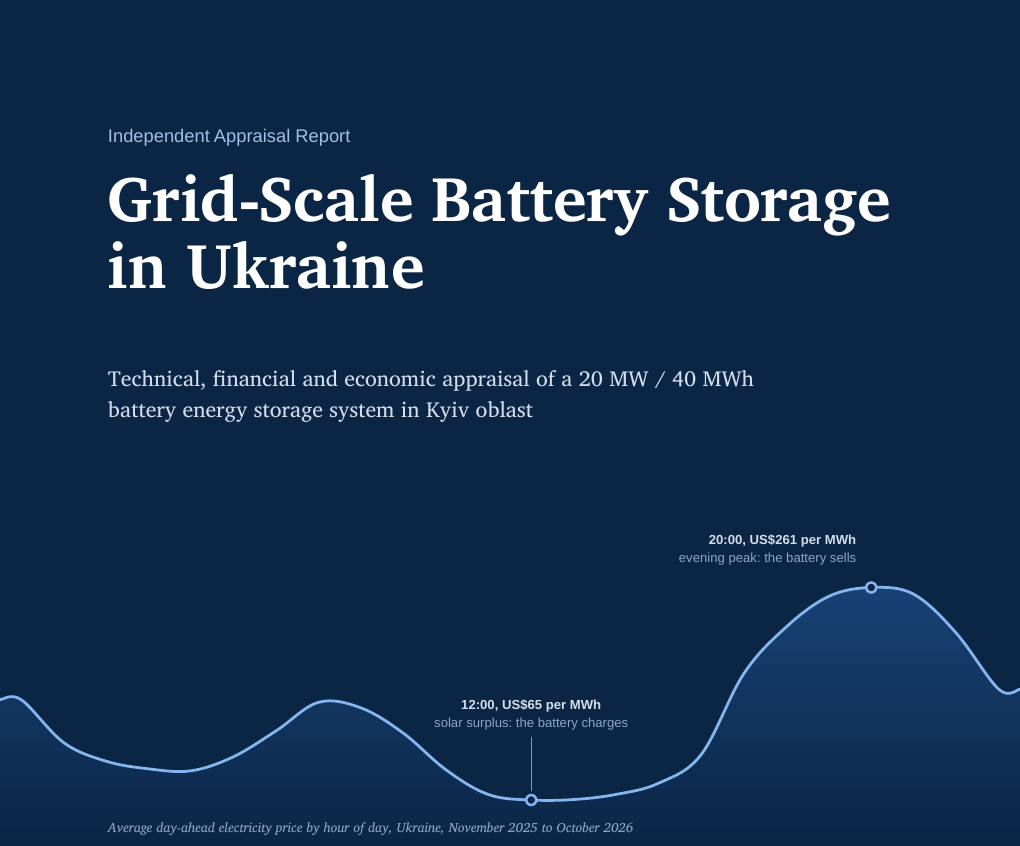 Independent Appraisal Report
Grid-Scale Battery Storage
in Ukraine
Technical, financial and economic appraisal of a 20 MW / 40 MWh
battery energy storage system in Kyiv oblast
20:00, US$261 per MWh
evening peak: the battery sells
12:00, US$65 per MWh
solar surplus: the battery charges
Average day-ahead electricity price by hour of day, Ukraine, November 2025 to October 2026